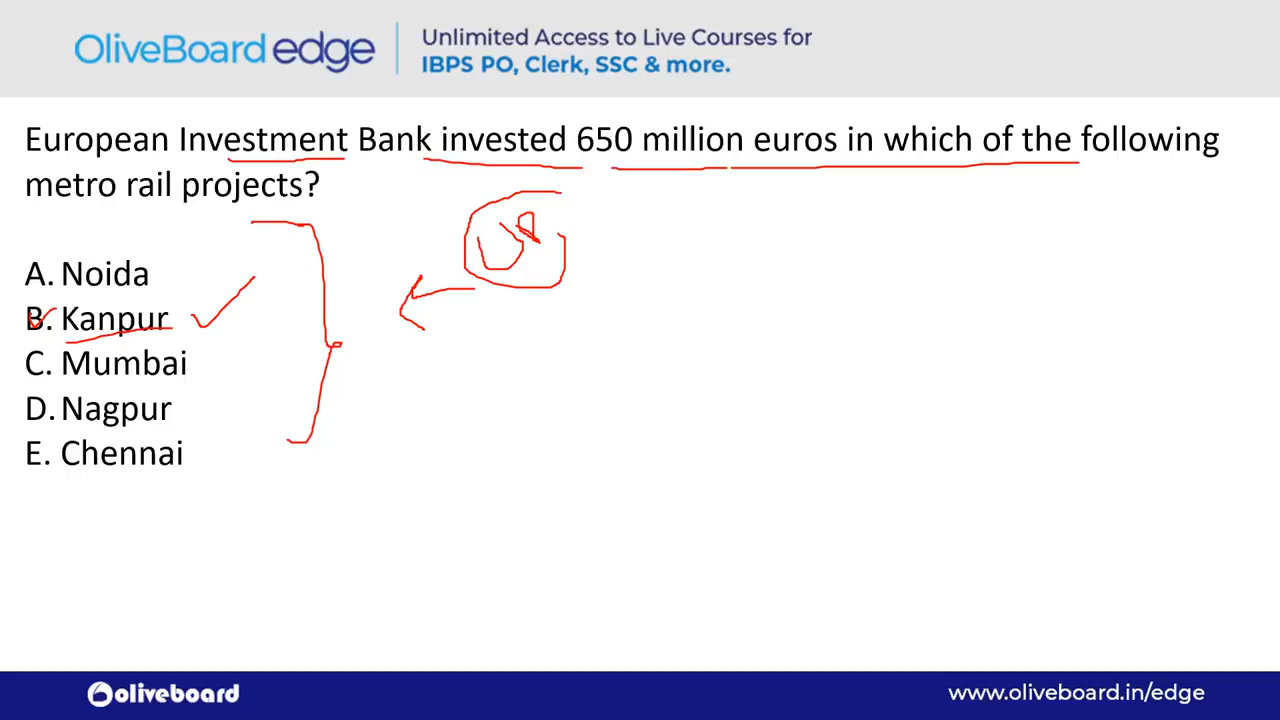 OliveBoard edge
Unlimited Access to Live Courses for
IBPS PO, Clerk, SSC & more.
European Investment Bank invested 650 million euros in which of the following
metro rail projects?
UP
A. Noida
B. Kanpur
C. Mumbai
D. Nagpur
E. Chennai
oliveboard
www.oliveboard.in/edge